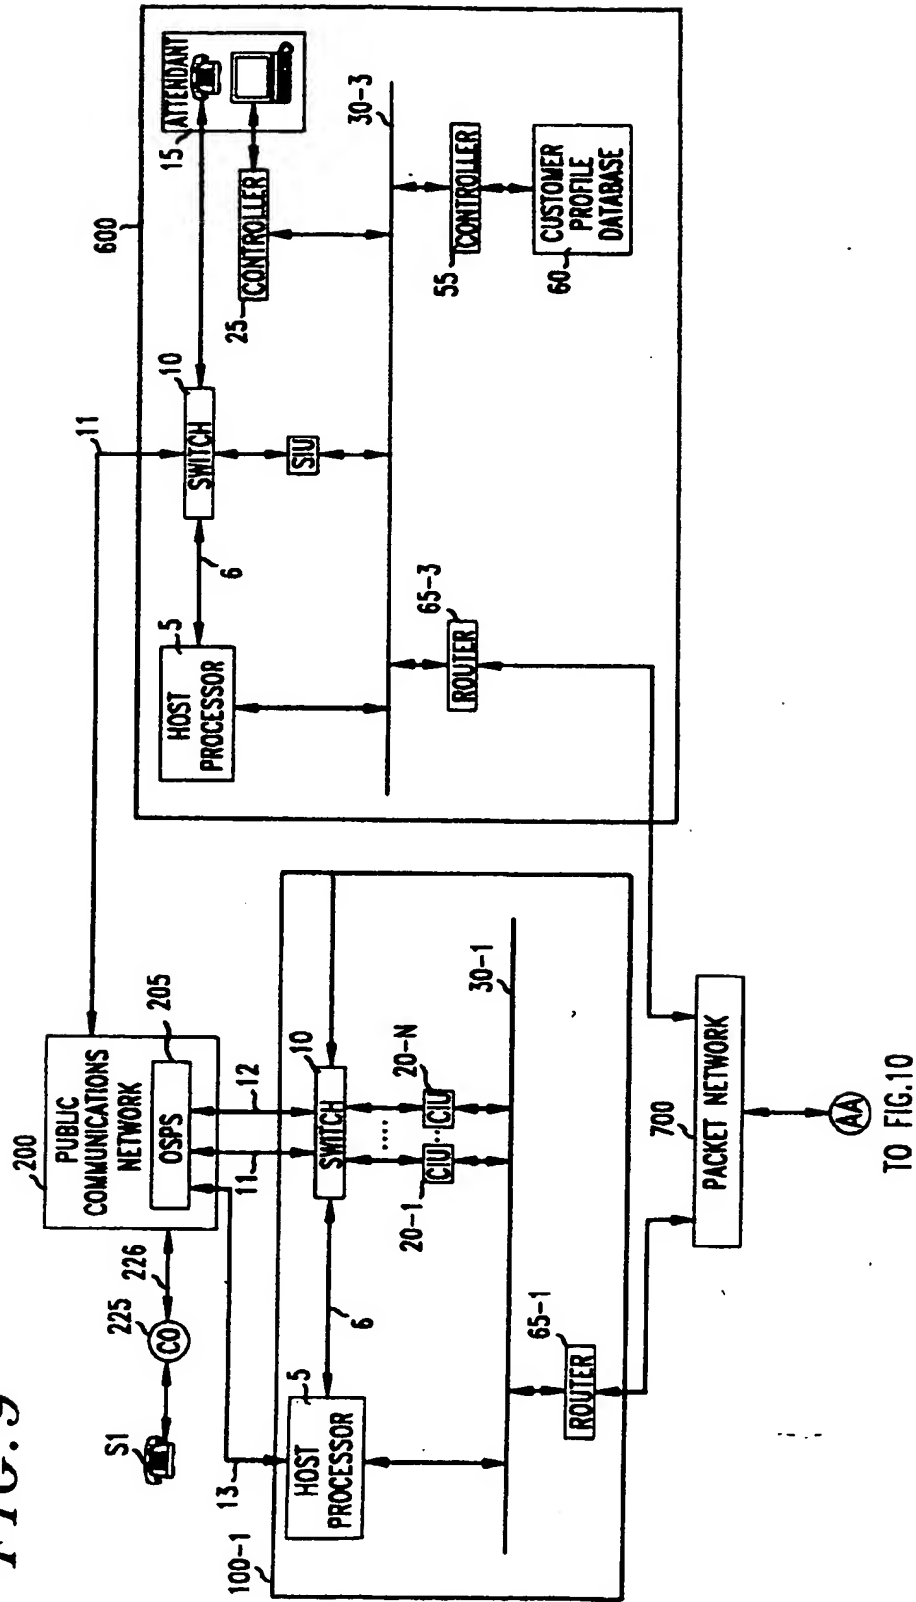 FIG. 9
S1
225
CO
226
200
PUBLIC
COMMUNICATIONS
NETWORK
205
OSPS
11
12
13
100-1
HOST
PROCESSOR
5
6
SWITCH
10
20-1
CIU
.....
...
20-N
CIU
30-1
65-1
ROUTER
700
PACKET NETWORK
AA
TO FIG.10
11
600
HOST
PROCESSOR
5
6
SWITCH
10
SIU
15
ATTENDANT
25
CONTROLLER
30-3
55
CONTROLLER
60
CUSTOMER
PROFILE
DATABASE
65-3
ROUTER